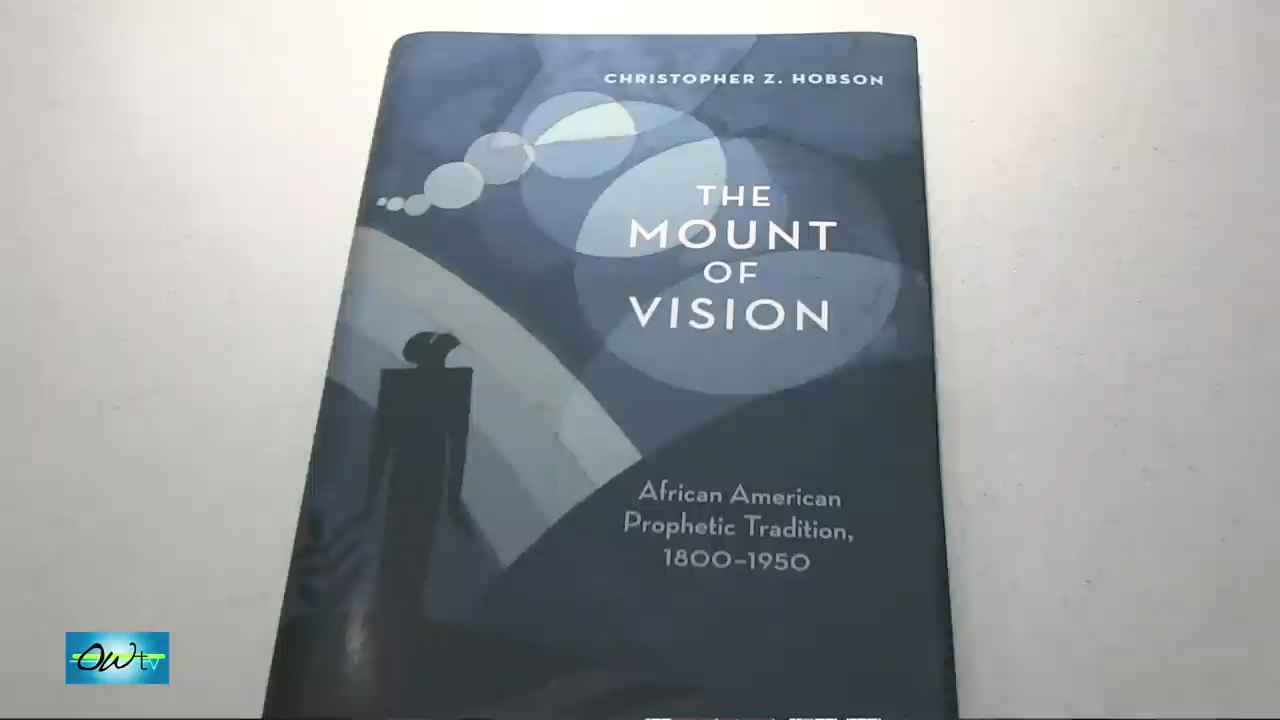 CHRISTOPHER Z. HOBSON
THE
MOUNT
OF
VISION
African American
Prophetic Tradition,
1800–1950
OWtv